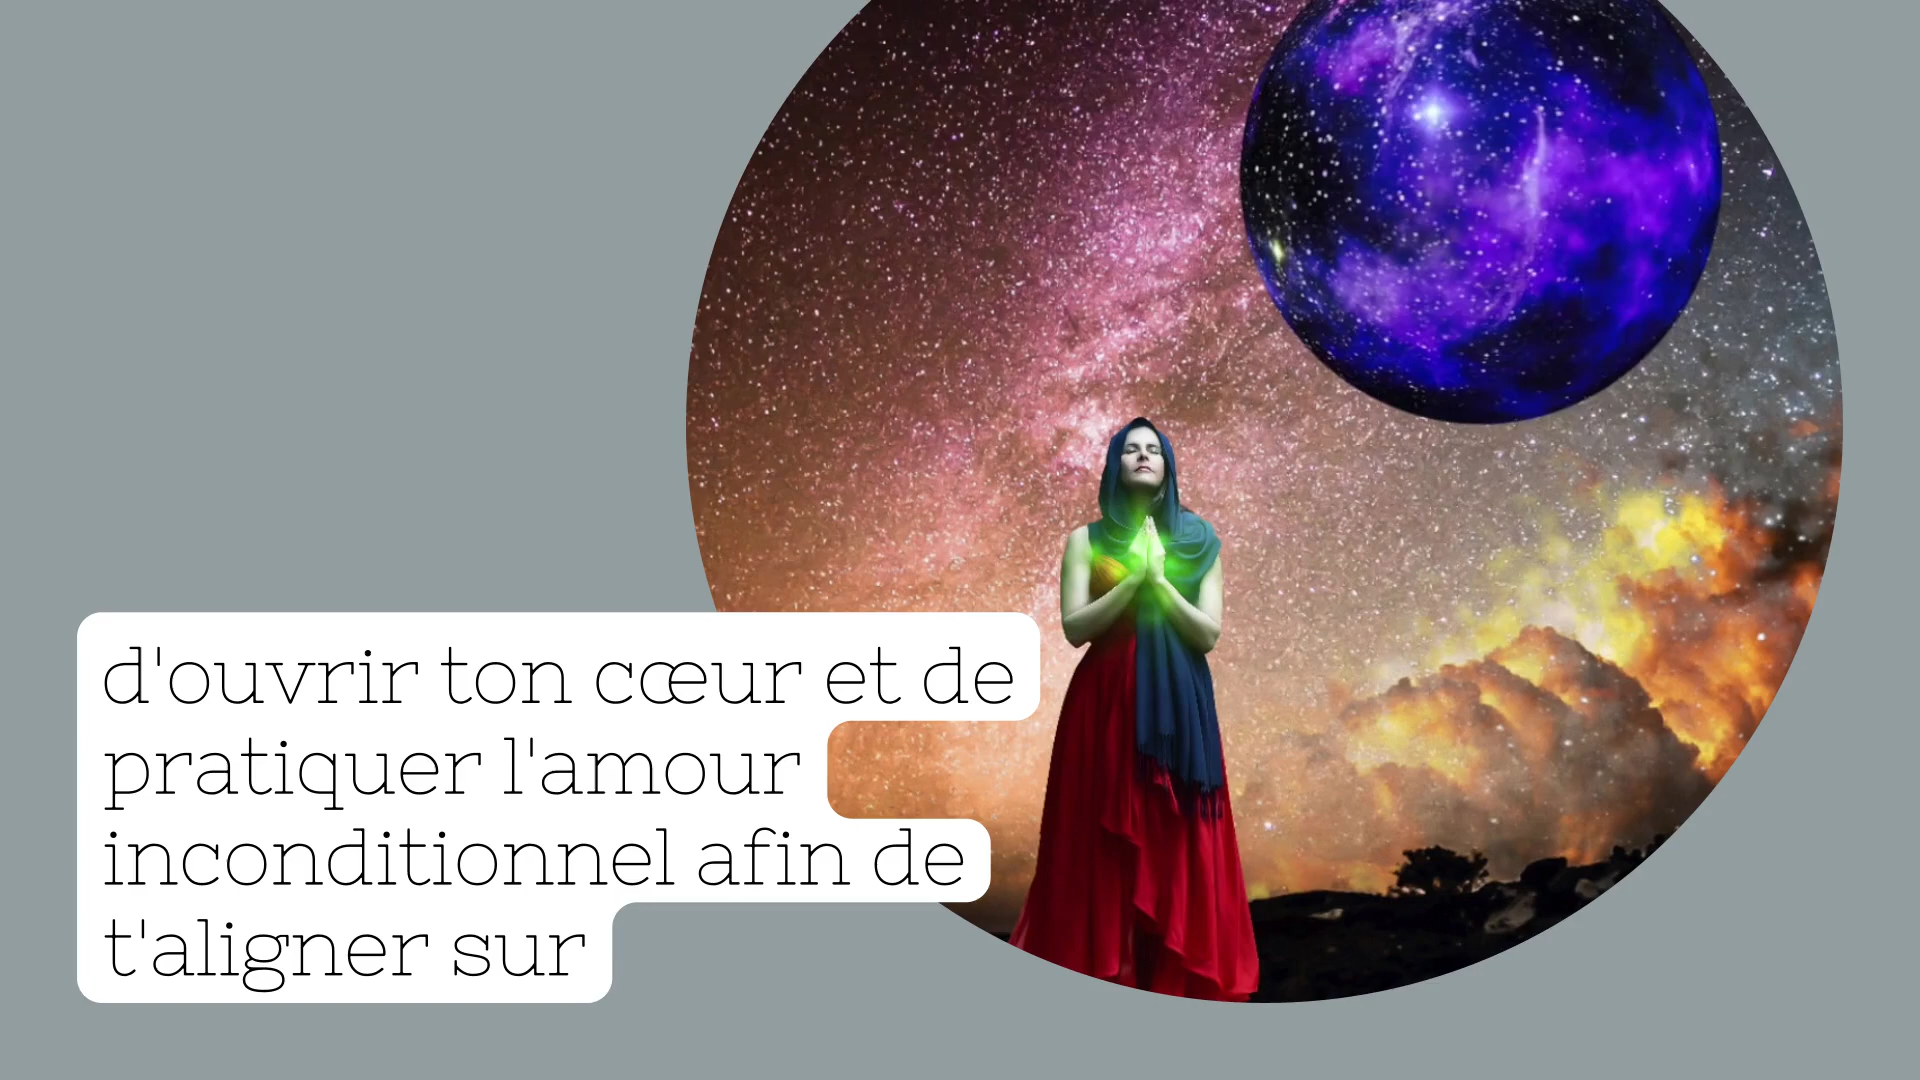 d'ouvrir ton cœur et de
pratiquer l'amour
inconditionnel afin de
t'aligner sur